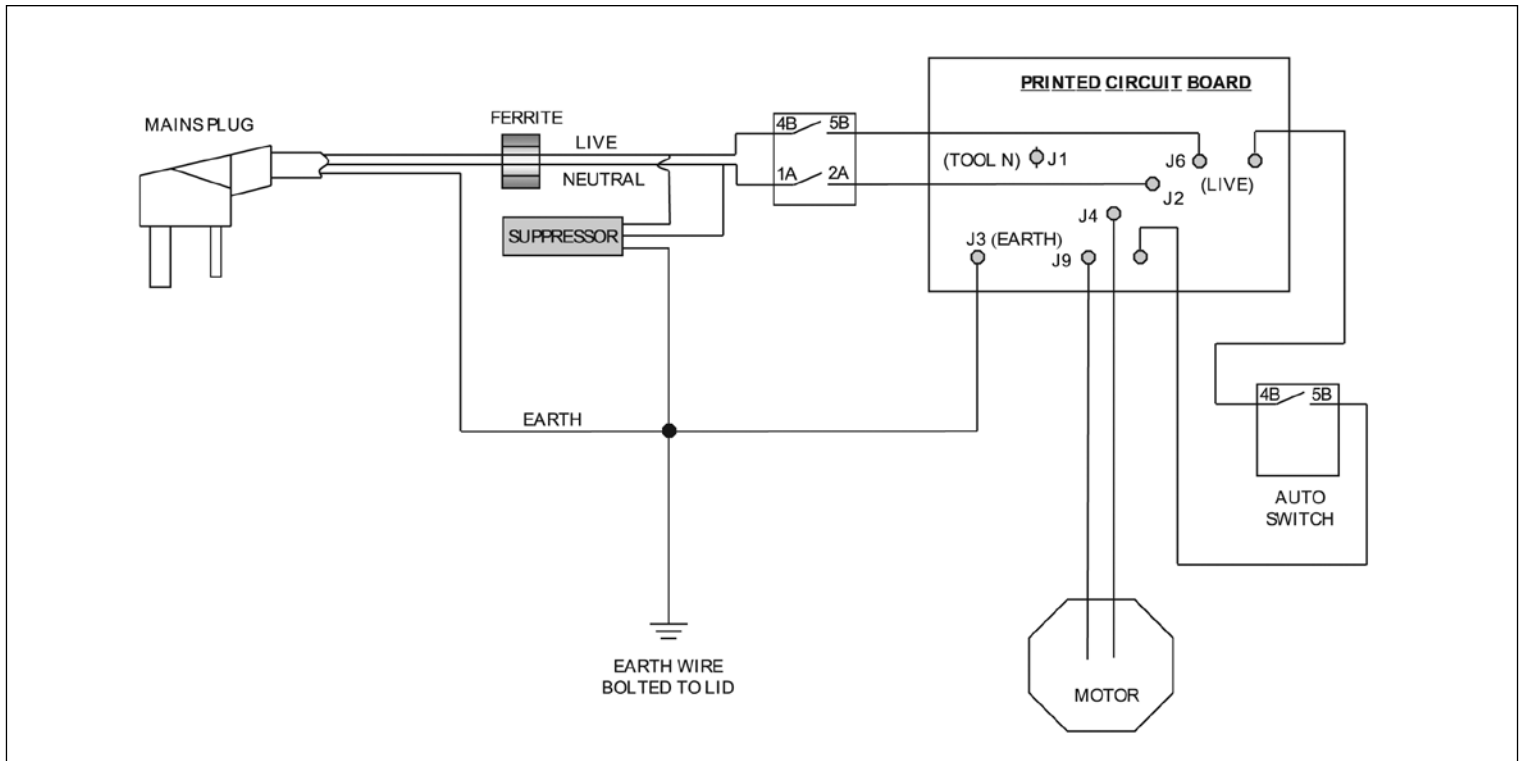 PRINTED CIRCUIT BOARD
MAINS PLUG
FERRITE
LIVE
NEUTRAL
4B 5B
1A 2A
(TOOL N) J1
J6
(LIVE)
J2
J4
SUPPRESSOR
J3 (EARTH)
J9
EARTH
4B 5B
AUTO
SWITCH
EARTH WIRE
BOLTED TO LID
MOTOR